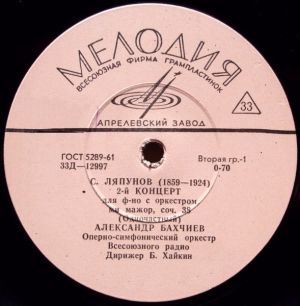 МЕЛОДИЯ
ВСЕСОЮЗНАЯ ФИРМА ГРАМПЛАСТИНОК
33
АПРЕЛЕВСКИЙ ЗАВОД
ГОСТ 5289-61
33Д—12997
Вторая гр.-1
0-70
С. ЛЯПУНОВ (1859—1924)
2-й КОНЦЕРТ
для ф-но с оркестром
ми мажор, соч. 38
(Одночастный)
АЛЕКСАНДР БАХЧИЕВ
Оперно-симфонический оркестр
Всесоюзного радио
Дирижер Б. Хайкин